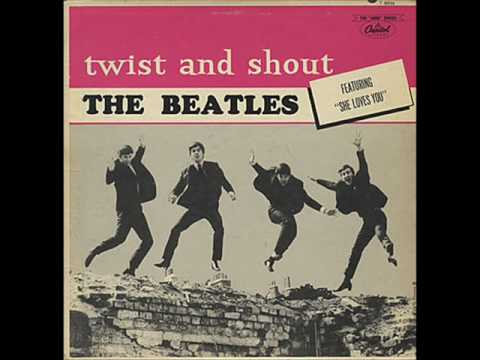 twist and shout
THE BEATLES
FEATURING
"SHE LOVES YOU"
Capitol